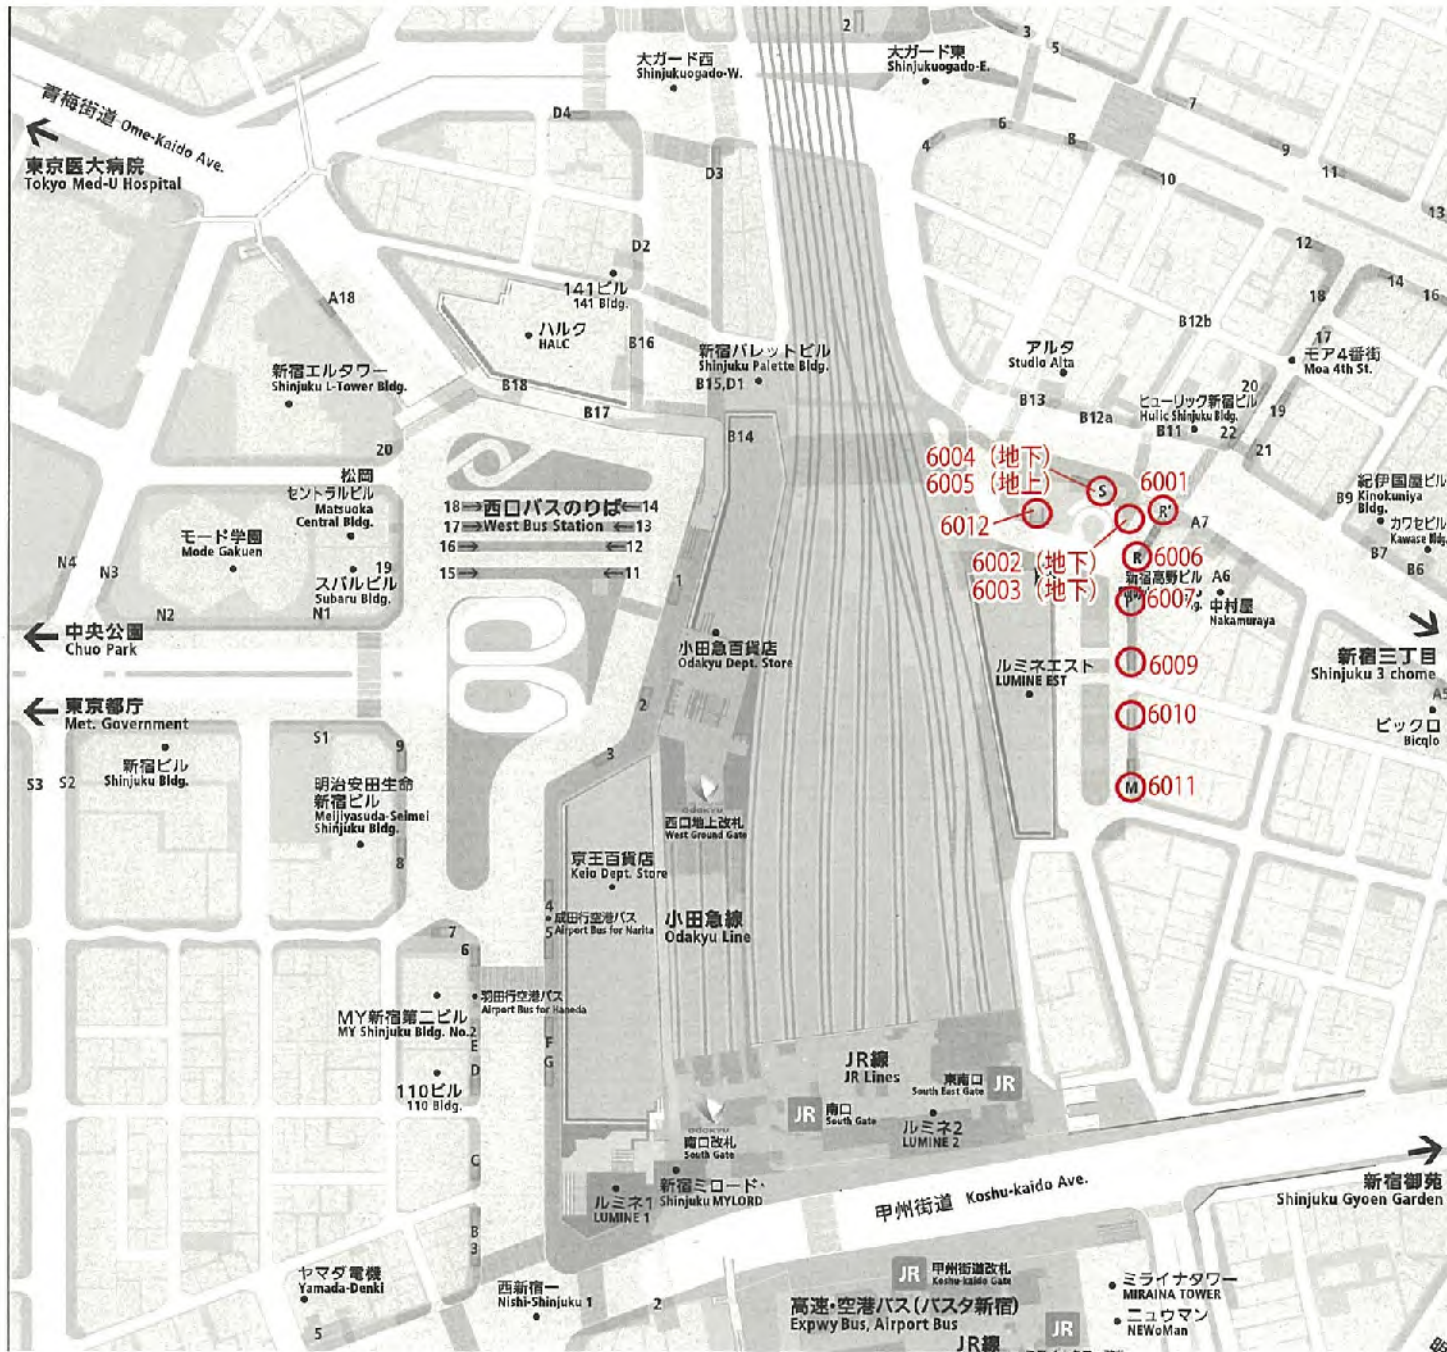 2
3
5
大ガード西
Shinjukuogado-W.
大ガード東
Shinjukuogado-E.
青梅街道 Ome-Kaido Ave.
D4
7
6
8
4
9
11
東京医大病院
Tokyo Med-U Hospital
D3
10
13
D2
12
141ビル
141 Bldg.
14
16
18
A18
ハルク
HALC
B16
B12b
17
新宿パレットビル
Shinjuku Palette Bldg.
B15,D1
アルタ
Studio Alta
モア4番街
Moa 4th St.
新宿エルタワー
Shinjuku L-Tower Bldg.
B18
B17
20
19
B13
B12a
ヒューリック新宿ビル
Hulic Shinjuku Bldg.
B11
22
21
B14
20
6004 (地下)
6005 (地上)
S
6001
R'
6012
松岡
セントラルビル
Matsuoka
Central Bldg.
18
西口バスのりば
14
17
West Bus Station
13
16
12
15
11
紀伊國屋ビル
B9 Kinokuniya
Bldg.
カワセビル
Kawase Bldg.
B7
B6
A7
モード学園
Mode Gakuen
19
スバルビル
Subaru Bldg.
N4
N3
N2
N1
6002 (地下)
6003 (地下)
R
6006
新宿高野ビル
A6
6007
中村屋
Nakamuraya
1
中央公園
Chuo Park
小田急百貨店
Odakyu Dept. Store
ルミネエスト
LUMINE EST
6009
新宿三丁目
Shinjuku 3 chome
東京都庁
Met. Government
2
6010
ビックロ
Bicqlo
S1
9
新宿ビル
Shinjuku Bldg.
S3
S2
3
明治安田生命
新宿ビル
Meijiyasuda-Seimei
Shinjuku Bldg.
M
6011
ODAKYU
西口地上改札
West Ground Gate
8
京王百貨店
Keio Dept. Store
4
成田行空港バス
Airport Bus for Narita
5
小田急線
Odakyu Line
7
6
羽田行空港バス
Airport Bus for Haneda
MY新宿第二ビル
MY Shinjuku Bldg. No.2
E
F
G
D
110ビル
110 Bldg.
JR線
JR Lines
東南口
South East Gate
JR
JR
南口
South Gate
ルミネ2
LUMINE 2
ODAKYU
南口改札
South Gate
C
新宿ミロード
Shinjuku MYLORD
ルミネ1
LUMINE 1
甲州街道 Koshu-kaido Ave.
新宿御苑
Shinjuku Gyoen Garden
B
3
ヤマダ電機
Yamada-Denki
5
西新宿一
Nishi-Shinjuku 1
2
JR
甲州街道改札
Koshu-kaido Gate
高速・空港バス(バスタ新宿)
Expwy Bus, Airport Bus
JR
JR線
ミライナタワー
MIRAINA TOWER
ニュウマン
NEWoMan